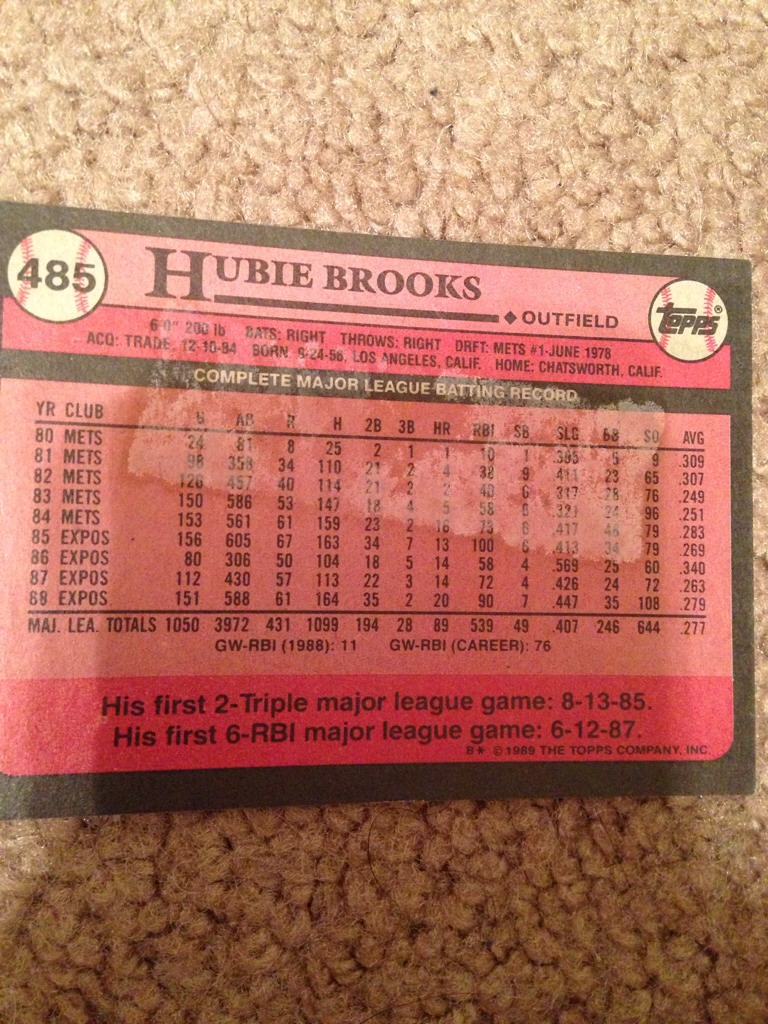 485
HUBIE BROOKS
◆ OUTFIELD
TOPPS®
6'0" 200 lb BATS: RIGHT THROWS: RIGHT DRFT: METS #1-JUNE 1978
ACQ: TRADE, 12-10-84 BORN: 9-24-56, LOS ANGELES, CALIF. HOME: CHATSWORTH, CALIF.
COMPLETE MAJOR LEAGUE BATTING RECORD
YR CLUB G AB R H 2B 3B HR RBI SB SLG BB SO AVG
80 METS 24 81 8 25 2 1 1 10 1 .395 5 9 .309
81 METS 98 358 34 110 21 2 4 38 9 .411 23 65 .307
82 METS 126 457 40 114 21 2 2 40 6 .317 28 76 .249
83 METS 150 586 53 147 18 4 5 58 6 .321 24 96 .251
84 METS 153 561 61 159 23 2 16 73 6 .417 48 79 .283
85 EXPOS 156 605 67 163 34 7 13 100 6 .413 34 79 .269
86 EXPOS 80 306 50 104 18 5 14 58 4 .569 25 60 .340
87 EXPOS 112 430 57 113 22 3 14 72 4 .426 24 72 .263
88 EXPOS 151 588 61 164 35 2 20 90 7 .447 35 108 .279
MAJ. LEA. TOTALS 1050 3972 431 1099 194 28 89 539 49 .407 246 644 .277
GW-RBI (1988): 11 GW-RBI (CAREER): 76
His first 2-Triple major league game: 8-13-85.
His first 6-RBI major league game: 6-12-87.
B* © 1989 THE TOPPS COMPANY, INC.